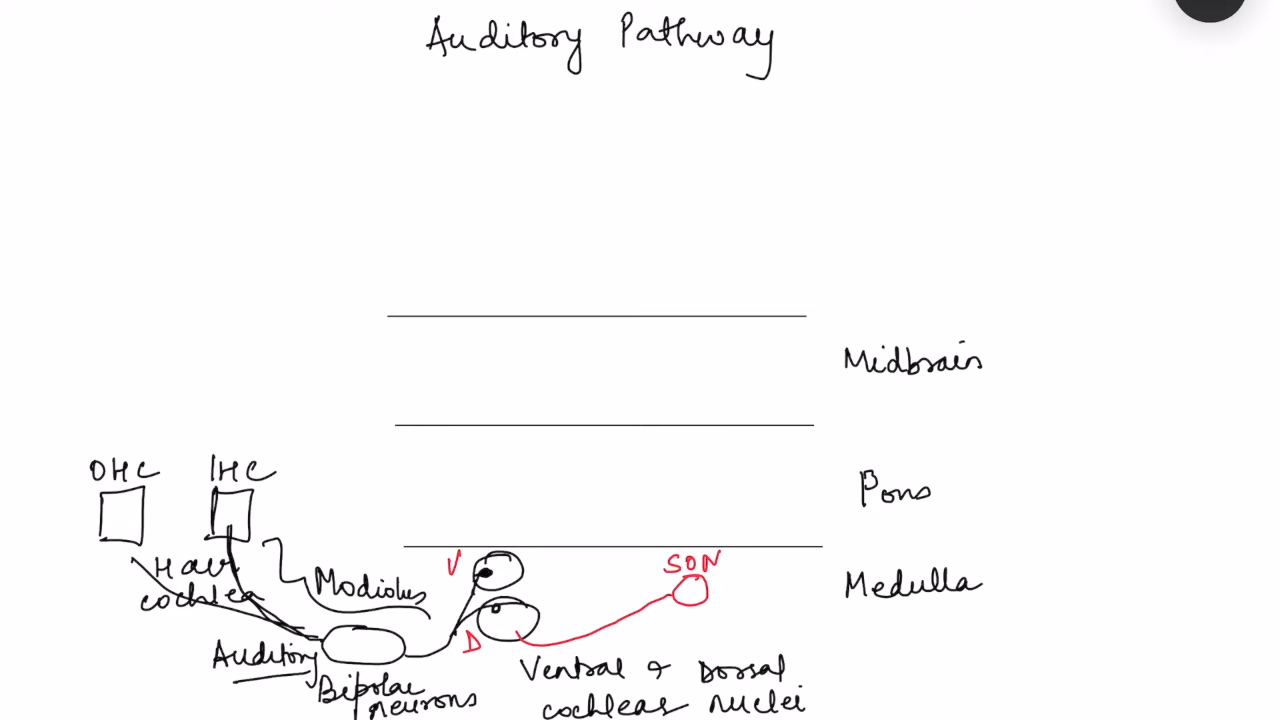 Auditory Pathway
Midbrain
Pons
OHC
IHC
V
SON
Hair
cochlea
Modiolus
Medulla
D
Auditory
Bipolar
neurons
Ventral & Dorsal
cochlear nuclei